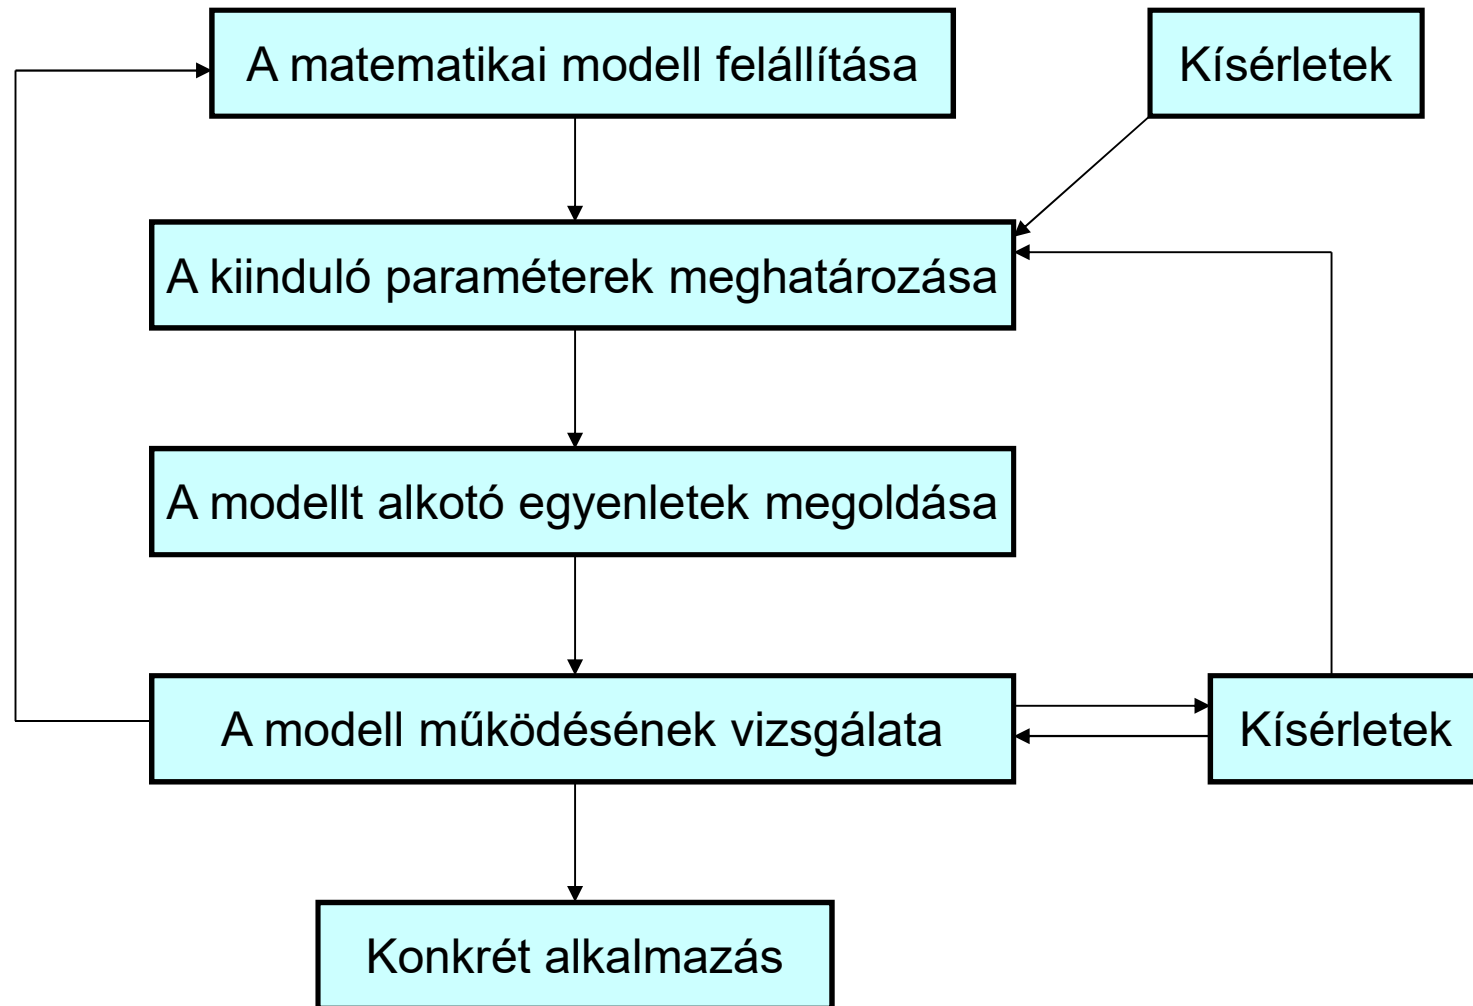 A matematikai modell felállítása
Kísérletek
A kiinduló paraméterek meghatározása
A modellt alkotó egyenletek megoldása
A modell működésének vizsgálata
Kísérletek
Konkrét alkalmazás